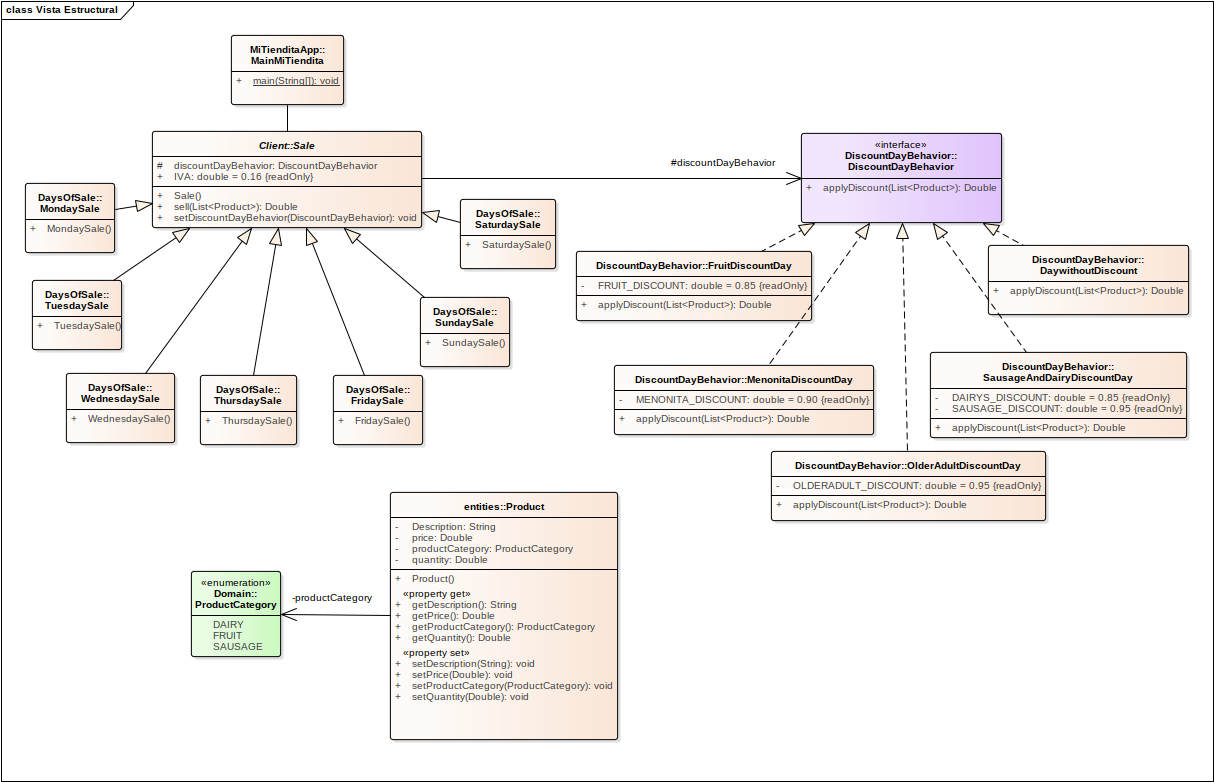 class Vista Estructural
MiTienditaApp::
MainMiTiendita
+ main(String[]): void
Client::Sale
# discountDayBehavior: DiscountDayBehavior
+ IVA: double = 0.16 {readOnly}
+ Sale()
+ sell(List<Product>): Double
+ setDiscountDayBehavior(DiscountDayBehavior): void
#discountDayBehavior
«interface»
DiscountDayBehavior::
DiscountDayBehavior
+ applyDiscount(List<Product>): Double
DaysOfSale::
MondaySale
+ MondaySale()
DaysOfSale::
SaturdaySale
+ SaturdaySale()
DaysOfSale::
TuesdaySale
+ TuesdaySale()
DaysOfSale::
SundaySale
+ SundaySale()
DaysOfSale::
WednesdaySale
+ WednesdaySale()
DaysOfSale::
ThursdaySale
+ ThursdaySale()
DaysOfSale::
FridaySale
+ FridaySale()
DiscountDayBehavior::FruitDiscountDay
- FRUIT_DISCOUNT: double = 0.85 {readOnly}
+ applyDiscount(List<Product>): Double
DiscountDayBehavior::
DaywithoutDiscount
+ applyDiscount(List<Product>): Double
DiscountDayBehavior::MenonitaDiscountDay
- MENONITA_DISCOUNT: double = 0.90 {readOnly}
+ applyDiscount(List<Product>): Double
DiscountDayBehavior::
SausageAndDairyDiscountDay
- DAIRYS_DISCOUNT: double = 0.85 {readOnly}
- SAUSAGE_DISCOUNT: double = 0.95 {readOnly}
+ applyDiscount(List<Product>): Double
DiscountDayBehavior::OlderAdultDiscountDay
- OLDERADULT_DISCOUNT: double = 0.95 {readOnly}
+ applyDiscount(List<Product>): Double
entities::Product
- Description: String
- price: Double
- productCategory: ProductCategory
- quantity: Double
+ Product()
«property get»
+ getDescription(): String
+ getPrice(): Double
+ getProductCategory(): ProductCategory
+ getQuantity(): Double
«property set»
+ setDescription(String): void
+ setPrice(Double): void
+ setProductCategory(ProductCategory): void
+ setQuantity(Double): void
-productCategory
«enumeration»
Domain::
ProductCategory
DAIRY
FRUIT
SAUSAGE